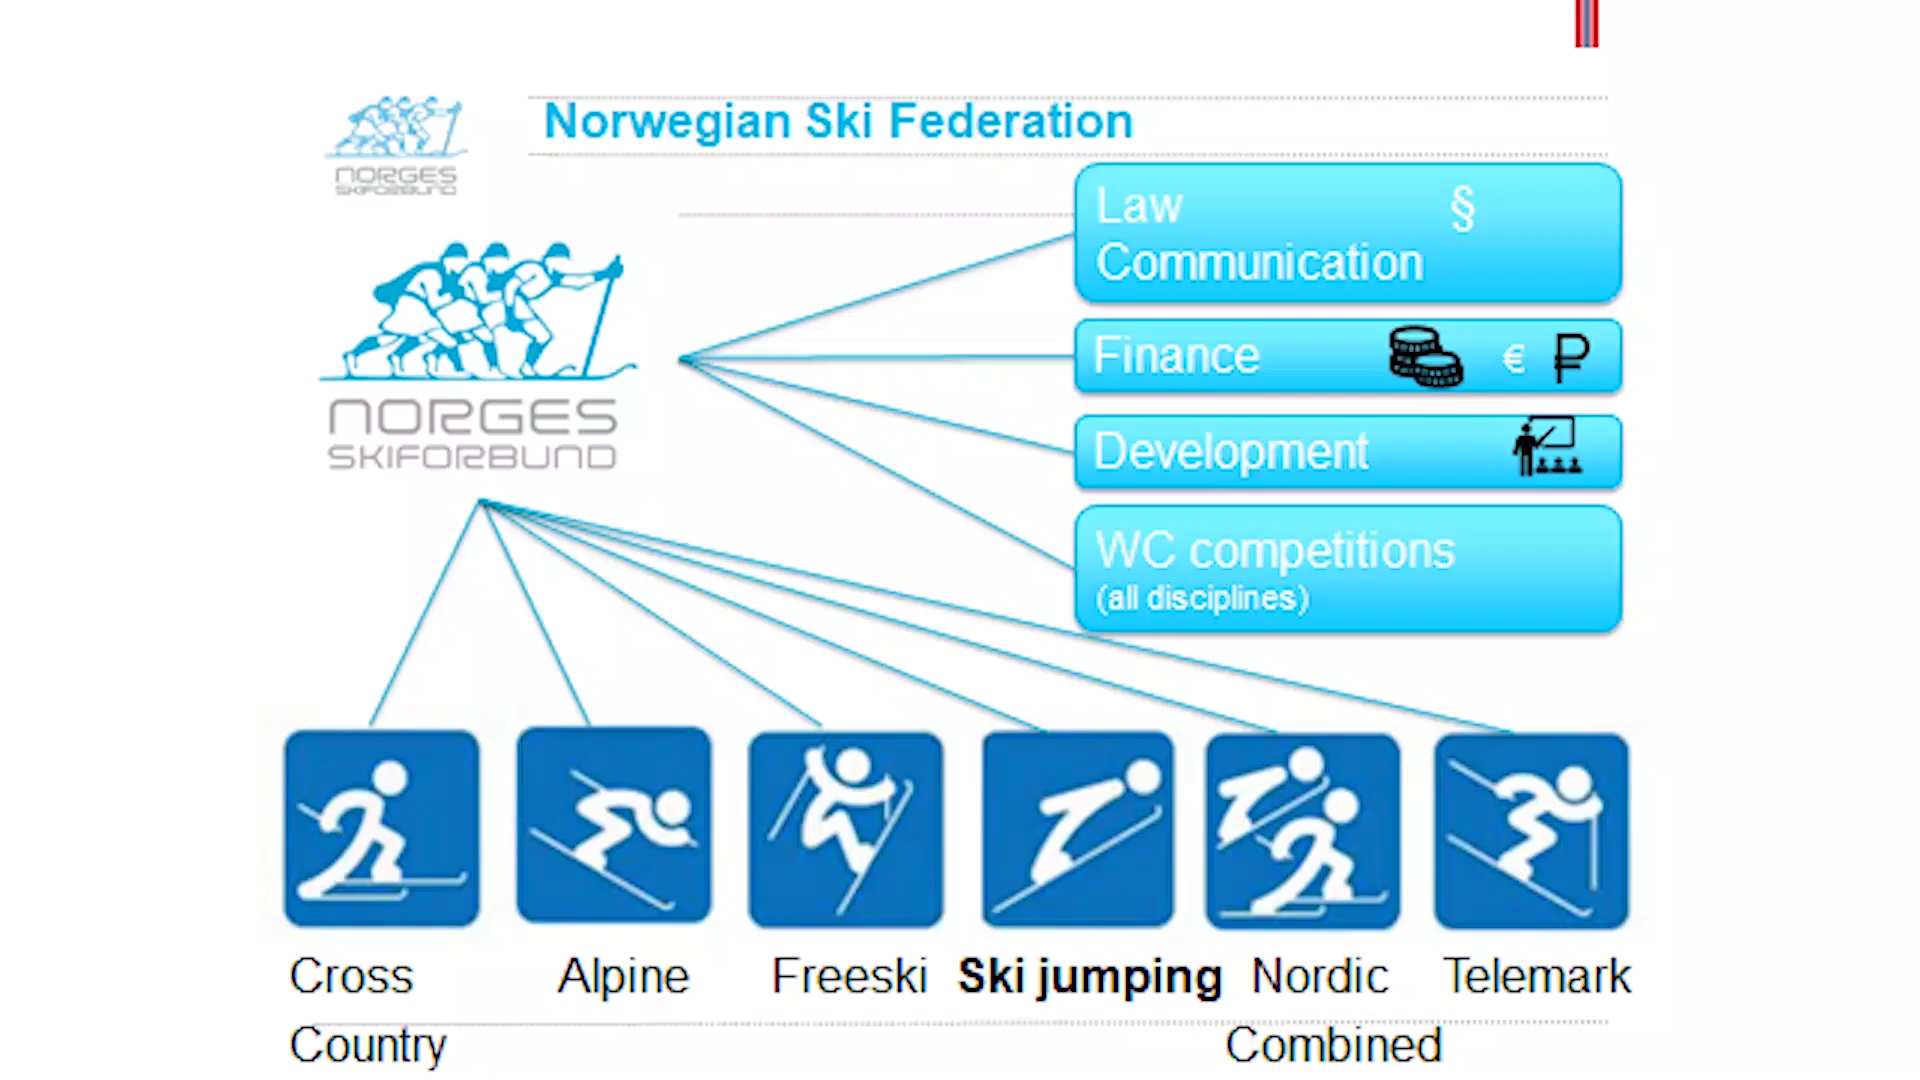 Norwegian Ski Federation
NORGES
SKIFORBUND
Law §
Communication
NORGES
SKIFORBUND
Finance € ₽
Development
WC competitions
(all disciplines)
Cross Alpine Freeski Ski jumping Nordic Telemark
Country Combined